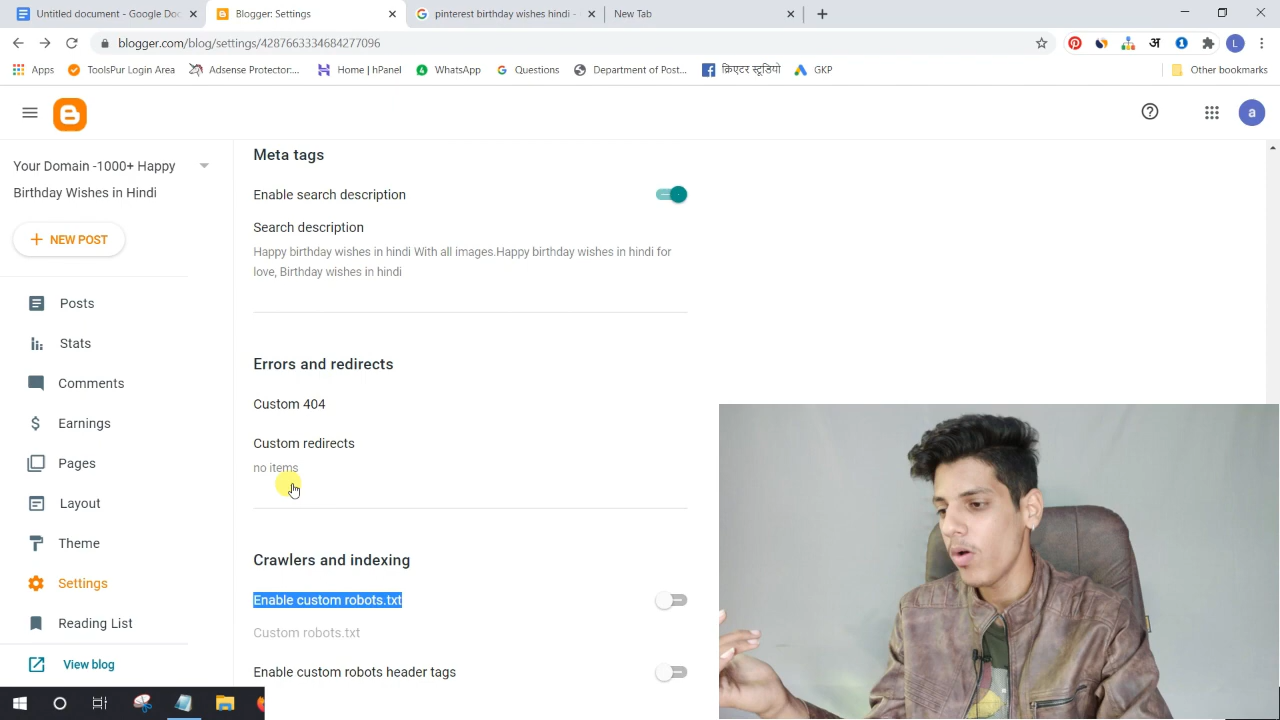 Untitled document - Google Doc
Blogger: Settings
pinterest birthday wishes hindi -
New Tab
blogger.com/blog/settings/4287663334684277096
L
Apps
ToolsPur Login Area
Adsense Protector:...
Home | hPanel
WhatsApp
Questions
Department of Post...
क्रिएटर स्टूडियो
GKP
Other bookmarks
a
Your Domain -1000+ Happy
Birthday Wishes in Hindi
NEW POST
Posts
Stats
Comments
Earnings
Pages
Layout
Theme
Settings
Reading List
View blog
Meta tags
Enable search description
Search description
Happy birthday wishes in hindi With all images.Happy birthday wishes in hindi for
love, Birthday wishes in hindi
Errors and redirects
Custom 404
Custom redirects
no items
Crawlers and indexing
Enable custom robots.txt
Custom robots.txt
Enable custom robots header tags